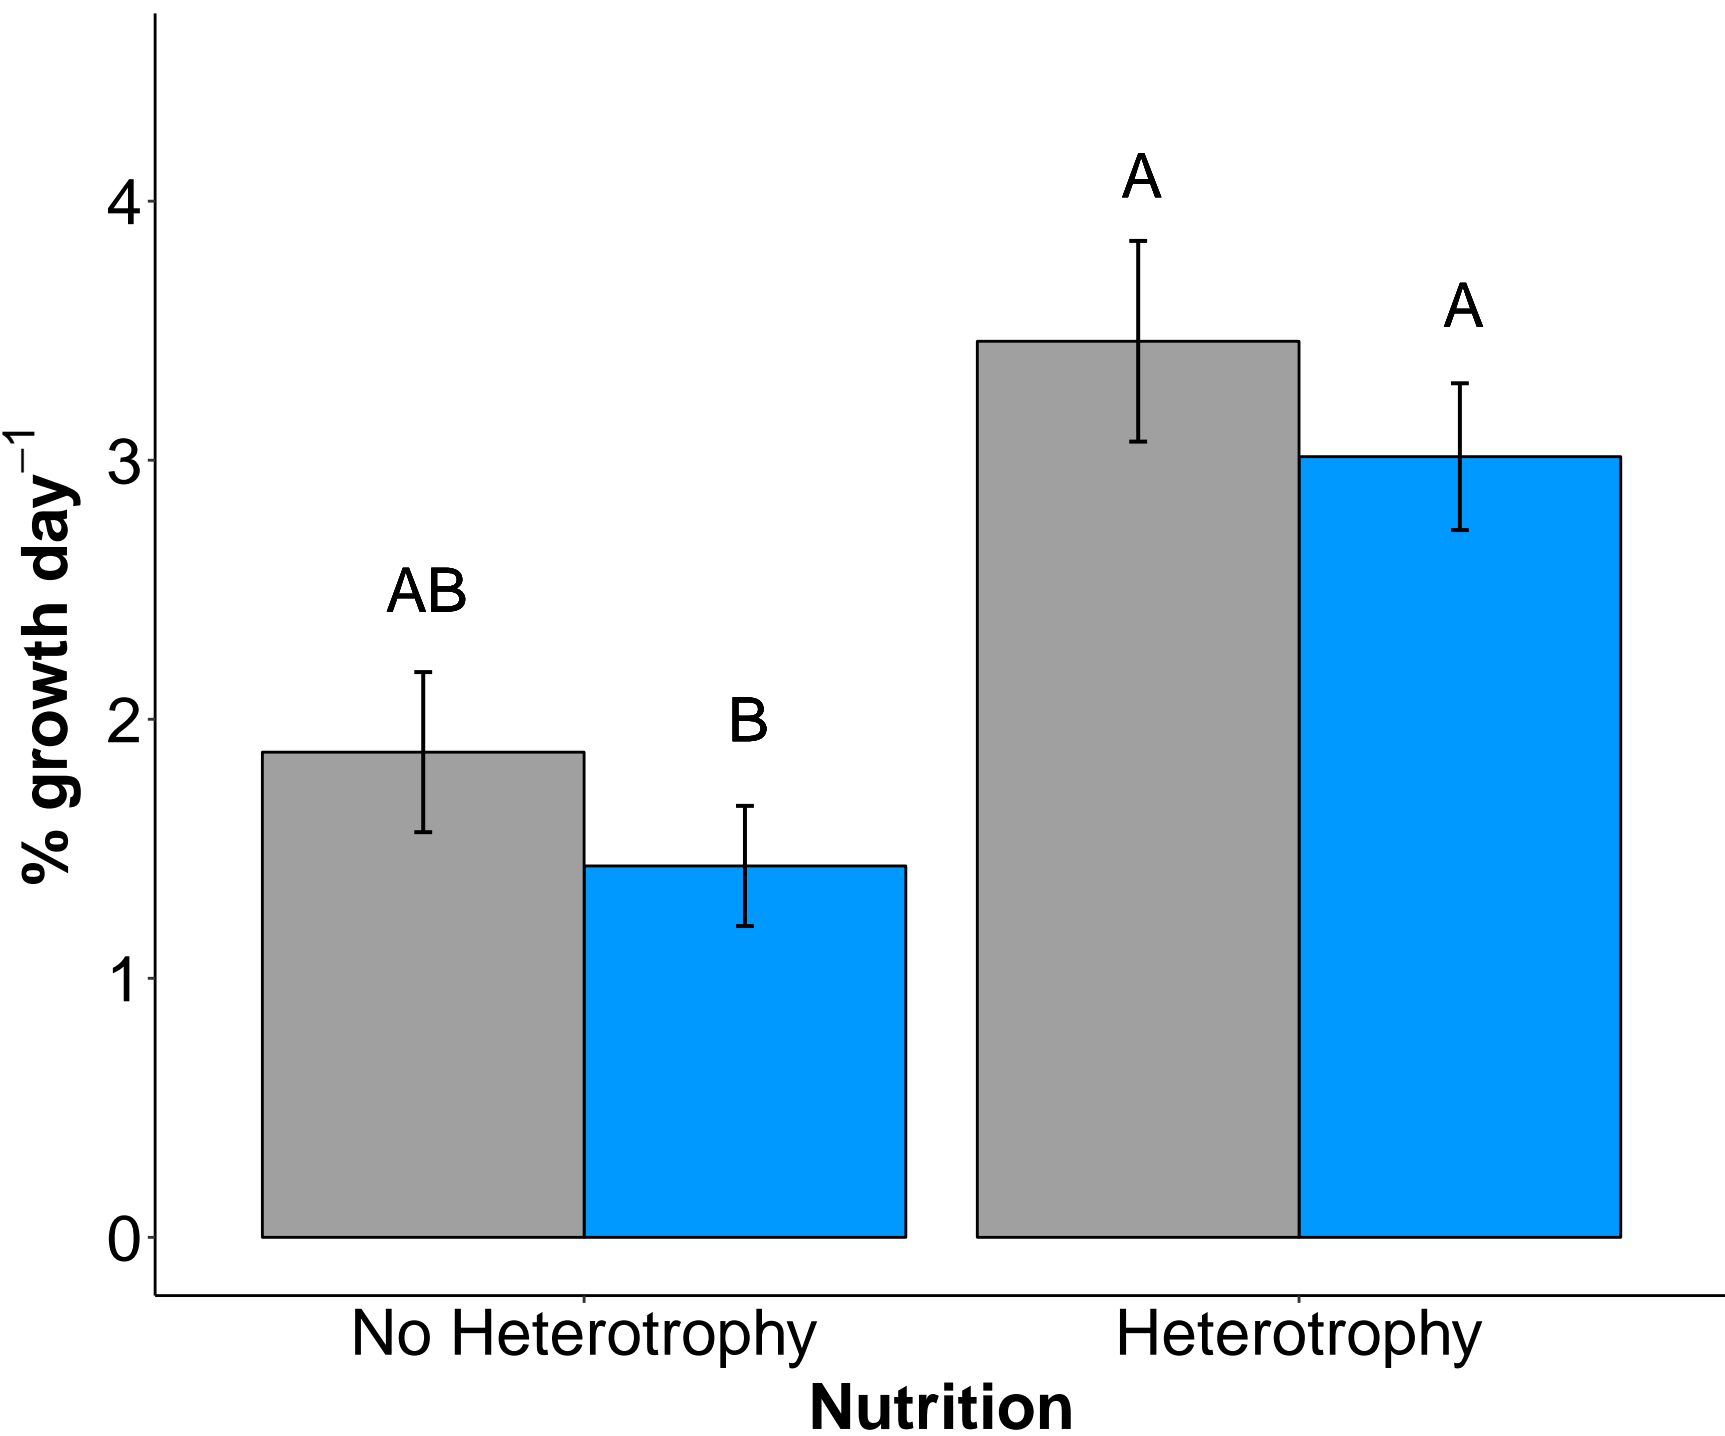 % growth day⁻¹
4
3
2
1
0
AB
B
A
A
No Heterotrophy
Heterotrophy
Nutrition